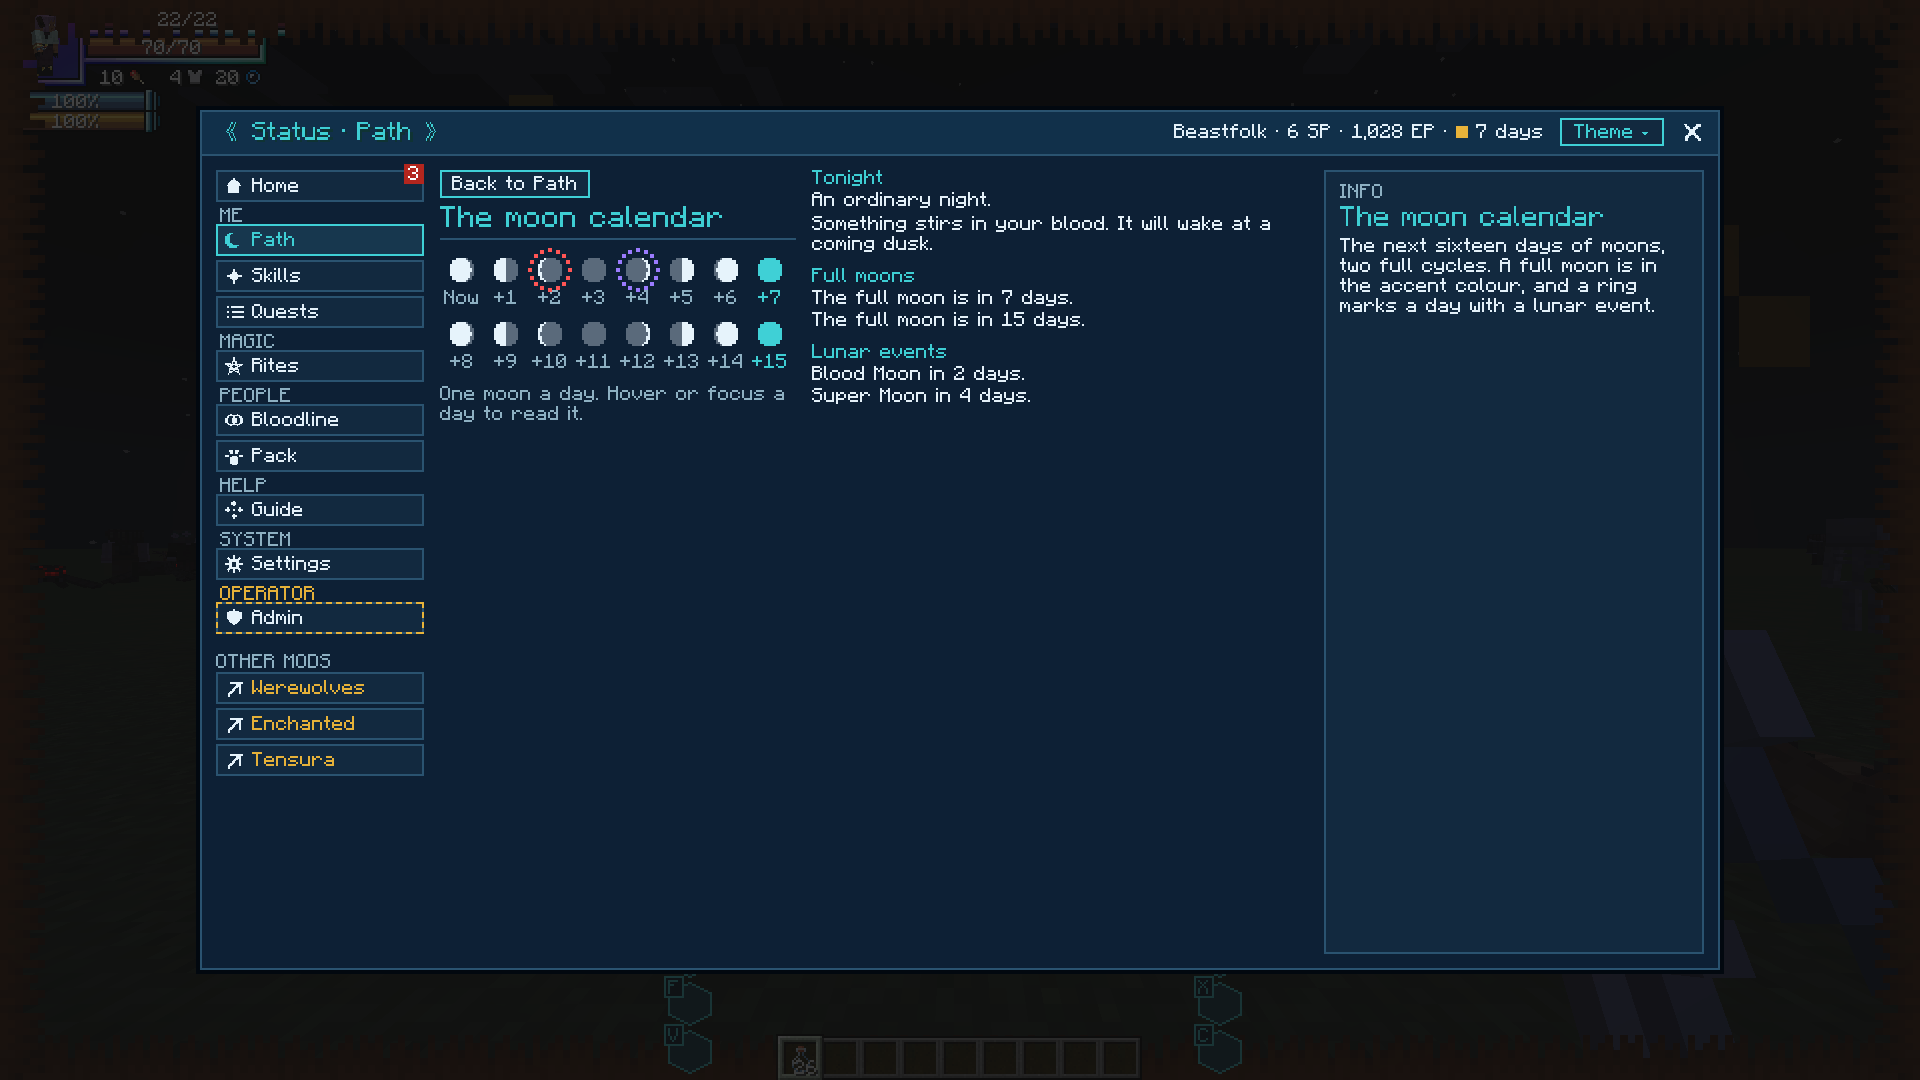 22/22
70/70
10 4 20
100%
100%
《 Status · Path 》
Beastfolk · 6 SP · 1,028 EP · 7 days
Theme
Home
3
ME
Path
Skills
Quests
MAGIC
Rites
PEOPLE
Bloodline
Pack
HELP
Guide
SYSTEM
Settings
OPERATOR
Admin
OTHER MODS
Werewolves
Enchanted
Tensura
Back to Path
The moon calendar
Now +1 +2 +3 +4 +5 +6 +7
+8 +9 +10 +11 +12 +13 +14 +15
One moon a day. Hover or focus a
day to read it.
Tonight
An ordinary night.
Something stirs in your blood. It will wake at a
coming dusk.
Full moons
The full moon is in 7 days.
The full moon is in 15 days.
Lunar events
Blood Moon in 2 days.
Super Moon in 4 days.
INFO
The moon calendar
The next sixteen days of moons,
two full cycles. A full moon is in
the accent colour, and a ring
marks a day with a lunar event.
F
X
V
C
26